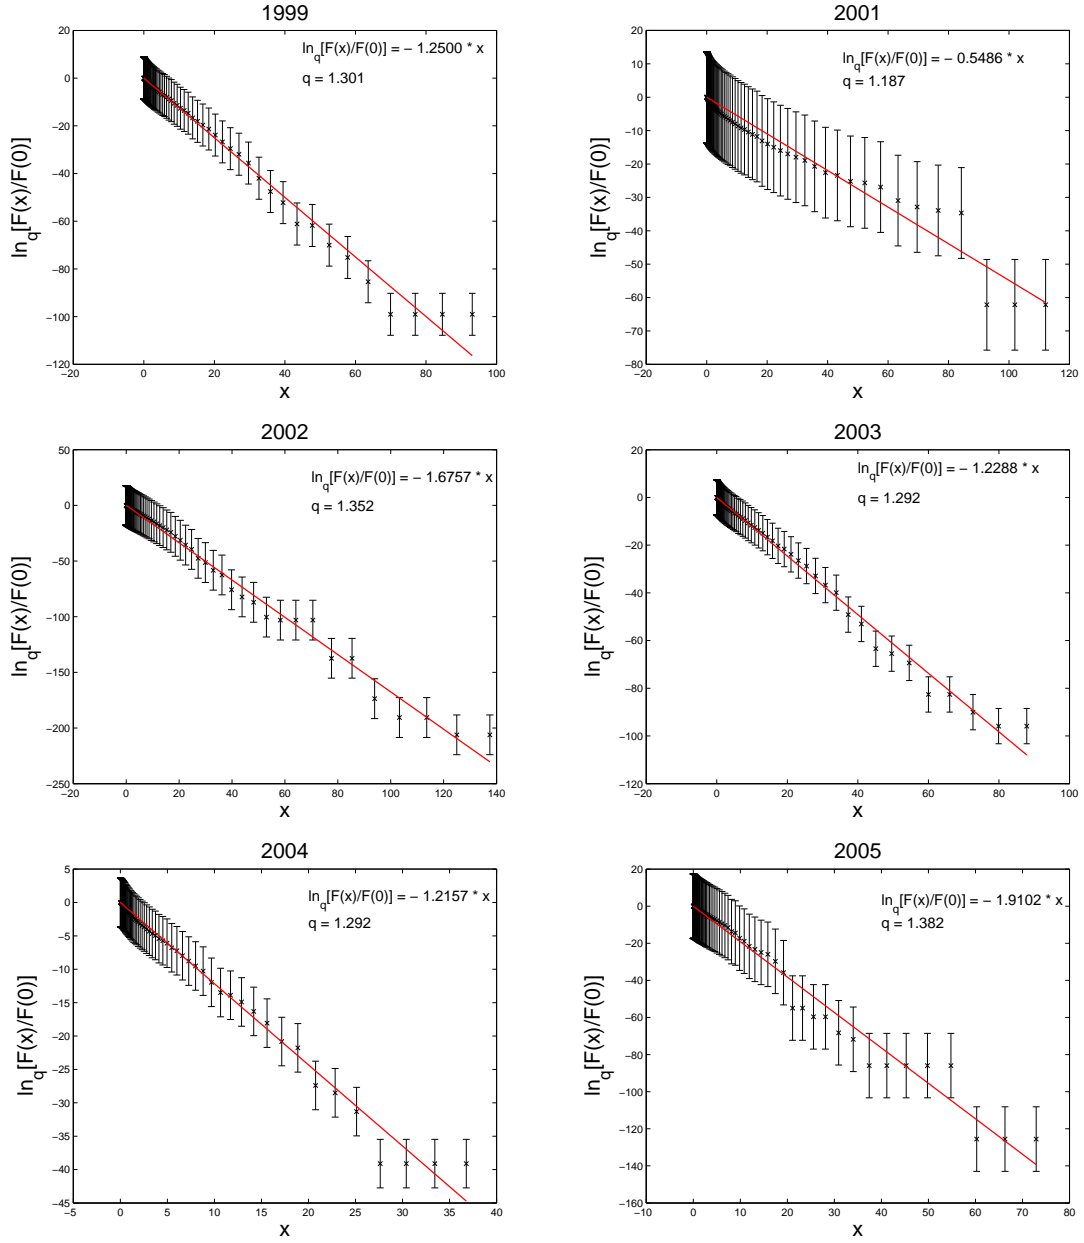 1999
ln_q[F(x)/F(0)] = − 1.2500 * x
q = 1.301
ln_q[F(x)/F(0)]
20
0
−20
−40
−60
−80
−100
−120
−20 0 20 40 60 80 100
x
2001
ln_q[F(x)/F(0)] = − 0.5486 * x
q = 1.187
ln_q[F(x)/F(0)]
20
10
0
−10
−20
−30
−40
−50
−60
−70
−80
−20 0 20 40 60 80 100 120
x
2002
ln_q[F(x)/F(0)] = − 1.6757 * x
q = 1.352
ln_q[F(x)/F(0)]
50
0
−50
−100
−150
−200
−250
−20 0 20 40 60 80 100 120 140
x
2003
ln_q[F(x)/F(0)] = − 1.2288 * x
q = 1.292
ln_q[F(x)/F(0)]
20
0
−20
−40
−60
−80
−100
−120
−20 0 20 40 60 80 100
x
2004
ln_q[F(x)/F(0)] = − 1.2157 * x
q = 1.292
ln_q[F(x)/F(0)]
5
0
−5
−10
−15
−20
−25
−30
−35
−40
−45
−5 0 5 10 15 20 25 30 35 40
x
2005
ln_q[F(x)/F(0)] = − 1.9102 * x
q = 1.382
ln_q[F(x)/F(0)]
20
0
−20
−40
−60
−80
−100
−120
−140
−160
−10 0 10 20 30 40 50 60 70 80
x